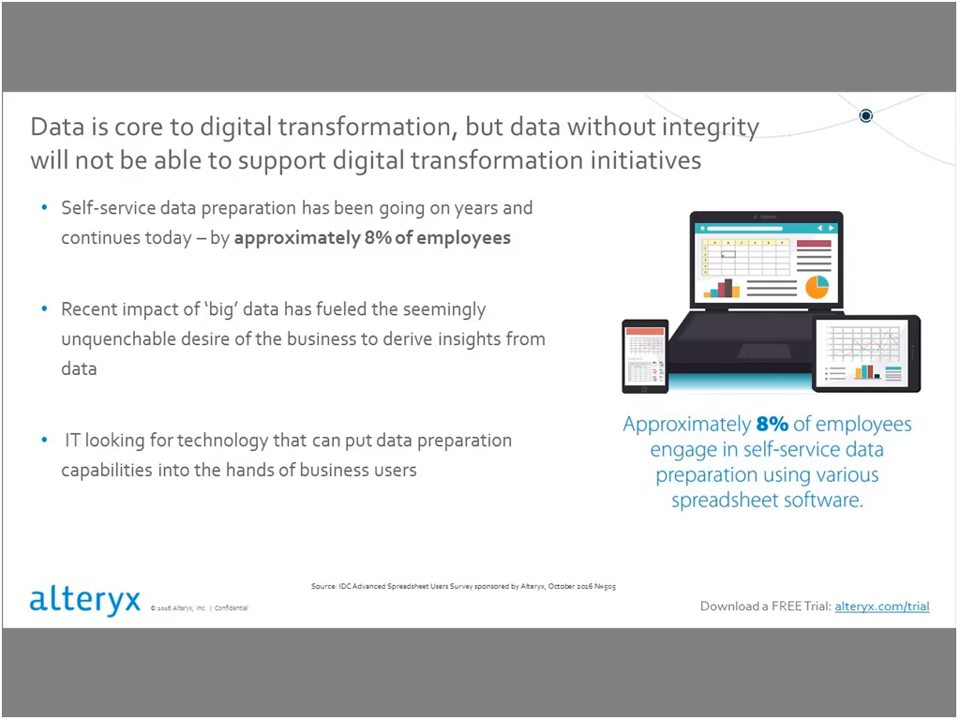 Data is core to digital transformation, but data without integrity
will not be able to support digital transformation initiatives
• Self-service data preparation has been going on years and
continues today – by approximately 8% of employees
• Recent impact of ‘big’ data has fueled the seemingly
unquenchable desire of the business to derive insights from
data
• IT looking for technology that can put data preparation
capabilities into the hands of business users
Approximately 8% of employees
engage in self-service data
preparation using various
spreadsheet software.
Source: IDC Advanced Spreadsheet Users Survey sponsored by Alteryx, October 2016 N=505
alteryx
© 2016 Alteryx, Inc. | Confidential
Download a FREE Trial: alteryx.com/trial